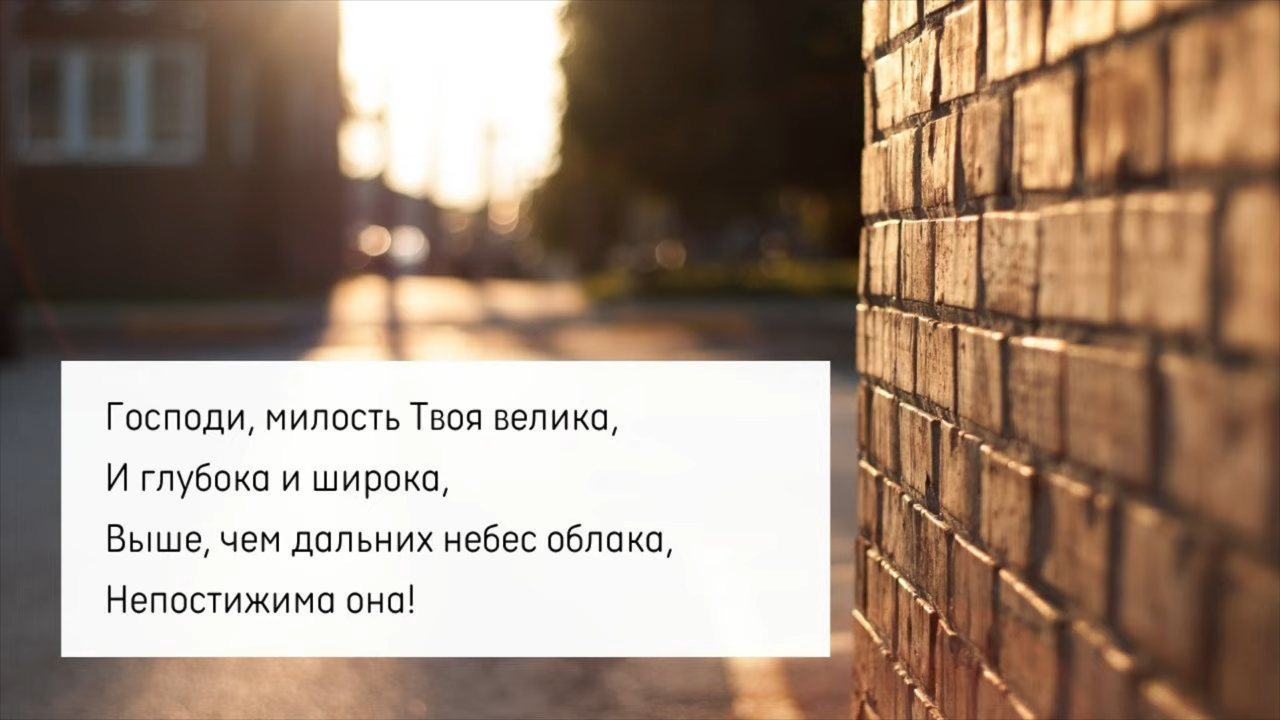 Господи, милость Твоя велика,
И глубока и широка,
Выше, чем дальних небес облака,
Непостижима она!